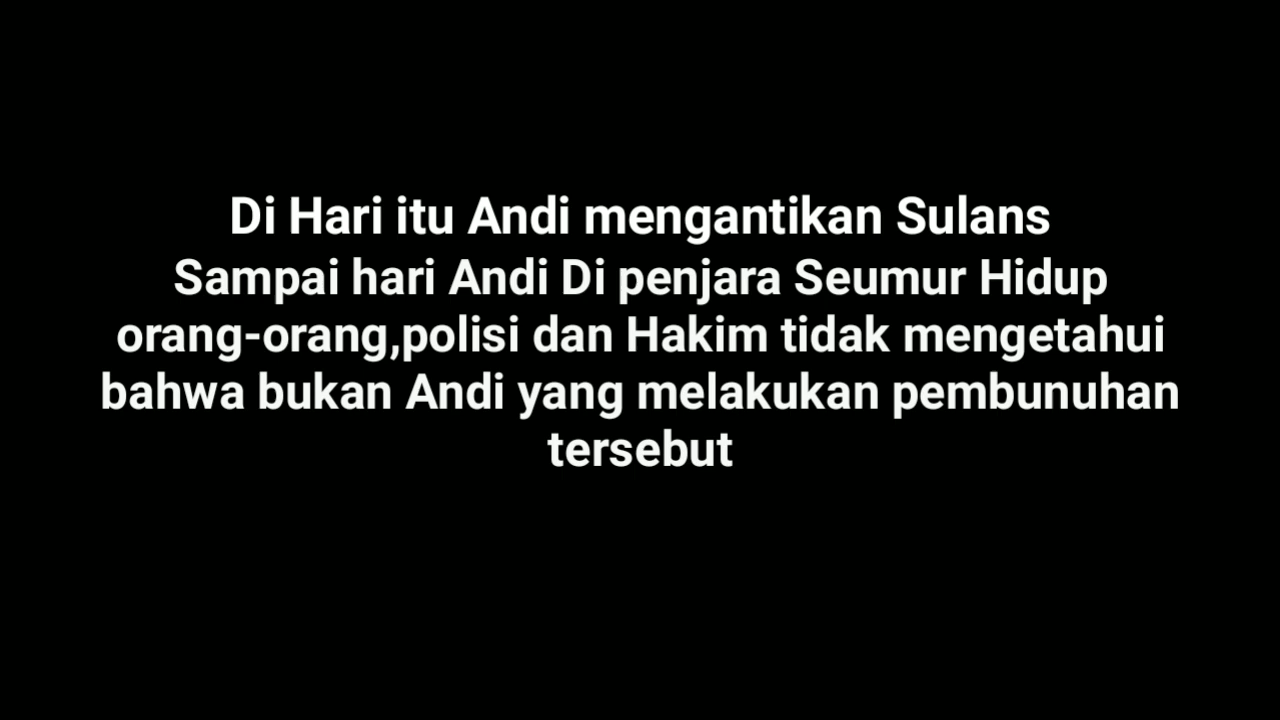 Di Hari itu Andi mengantikan Sulans
Sampai hari Andi Di penjara Seumur Hidup
orang-orang,polisi dan Hakim tidak mengetahui
bahwa bukan Andi yang melakukan pembunuhan
tersebut